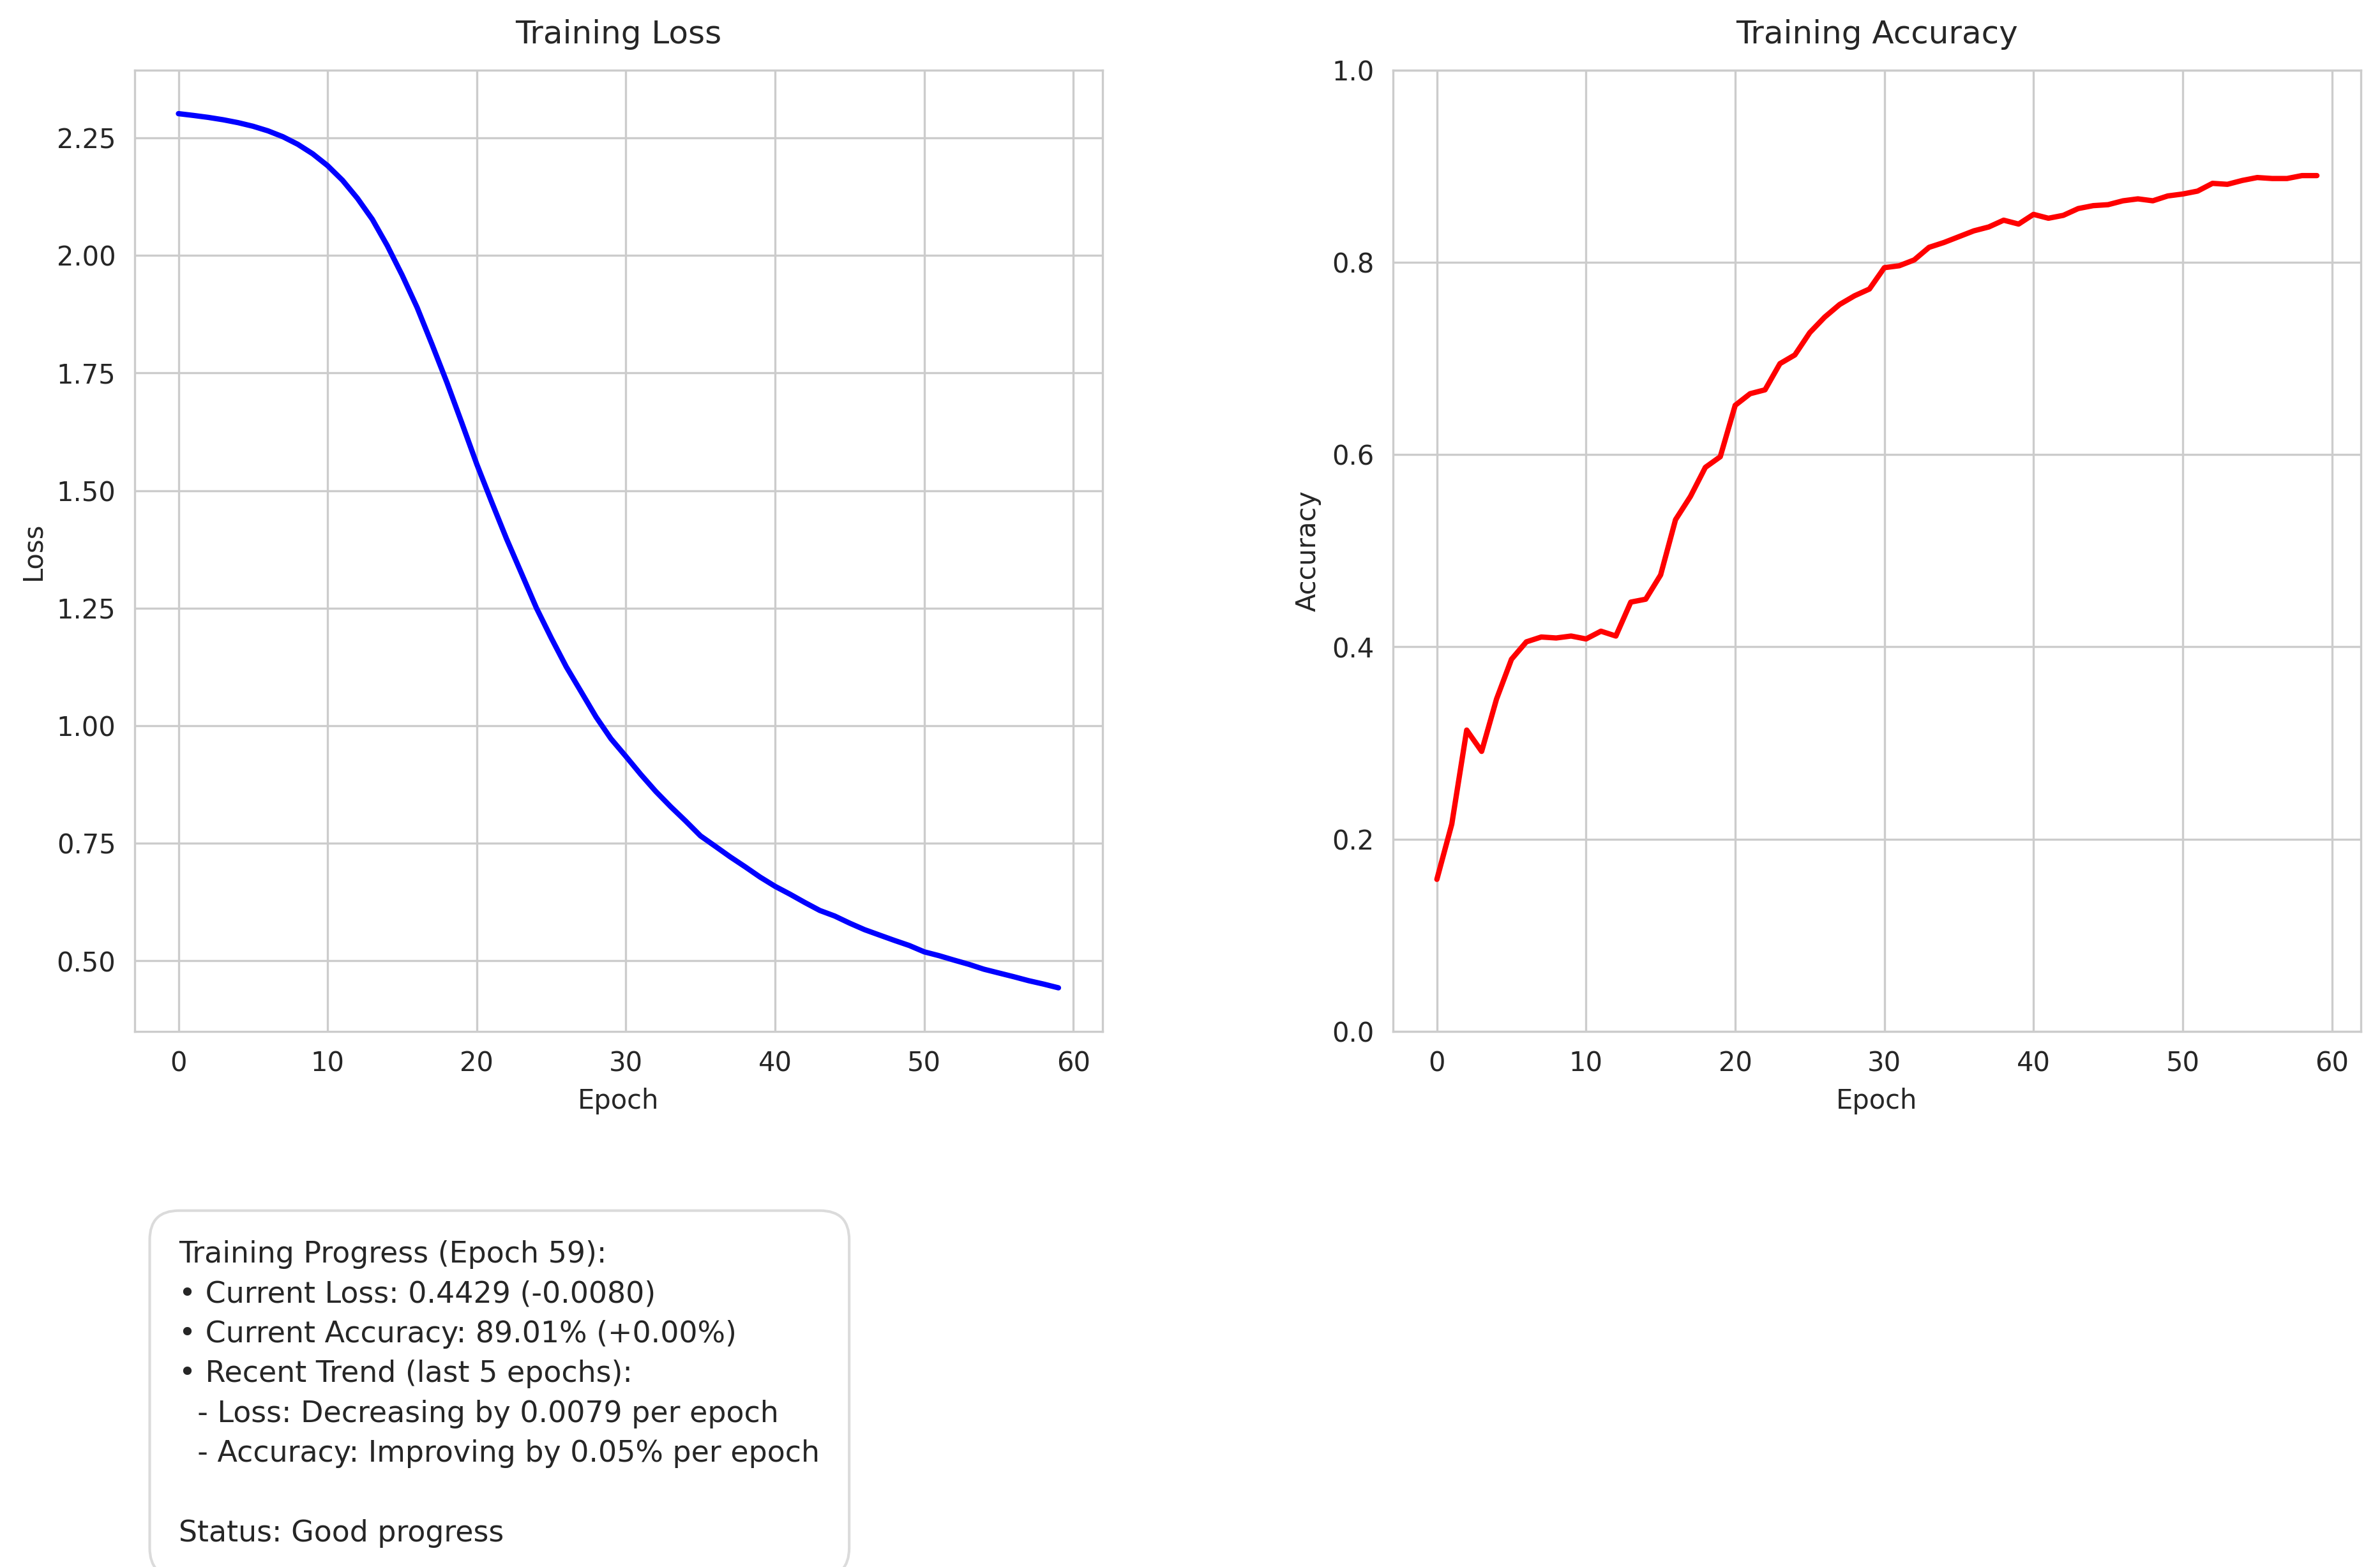 Training Loss
2.25
2.00
1.75
1.50
1.25
1.00
0.75
0.50
Loss
0 10 20 30 40 50 60
Epoch
Training Accuracy
1.0
0.8
0.6
0.4
0.2
0.0
Accuracy
0 10 20 30 40 50 60
Epoch
Training Progress (Epoch 59):
• Current Loss: 0.4429 (-0.0080)
• Current Accuracy: 89.01% (+0.00%)
• Recent Trend (last 5 epochs):
- Loss: Decreasing by 0.0079 per epoch
- Accuracy: Improving by 0.05% per epoch
Status: Good progress